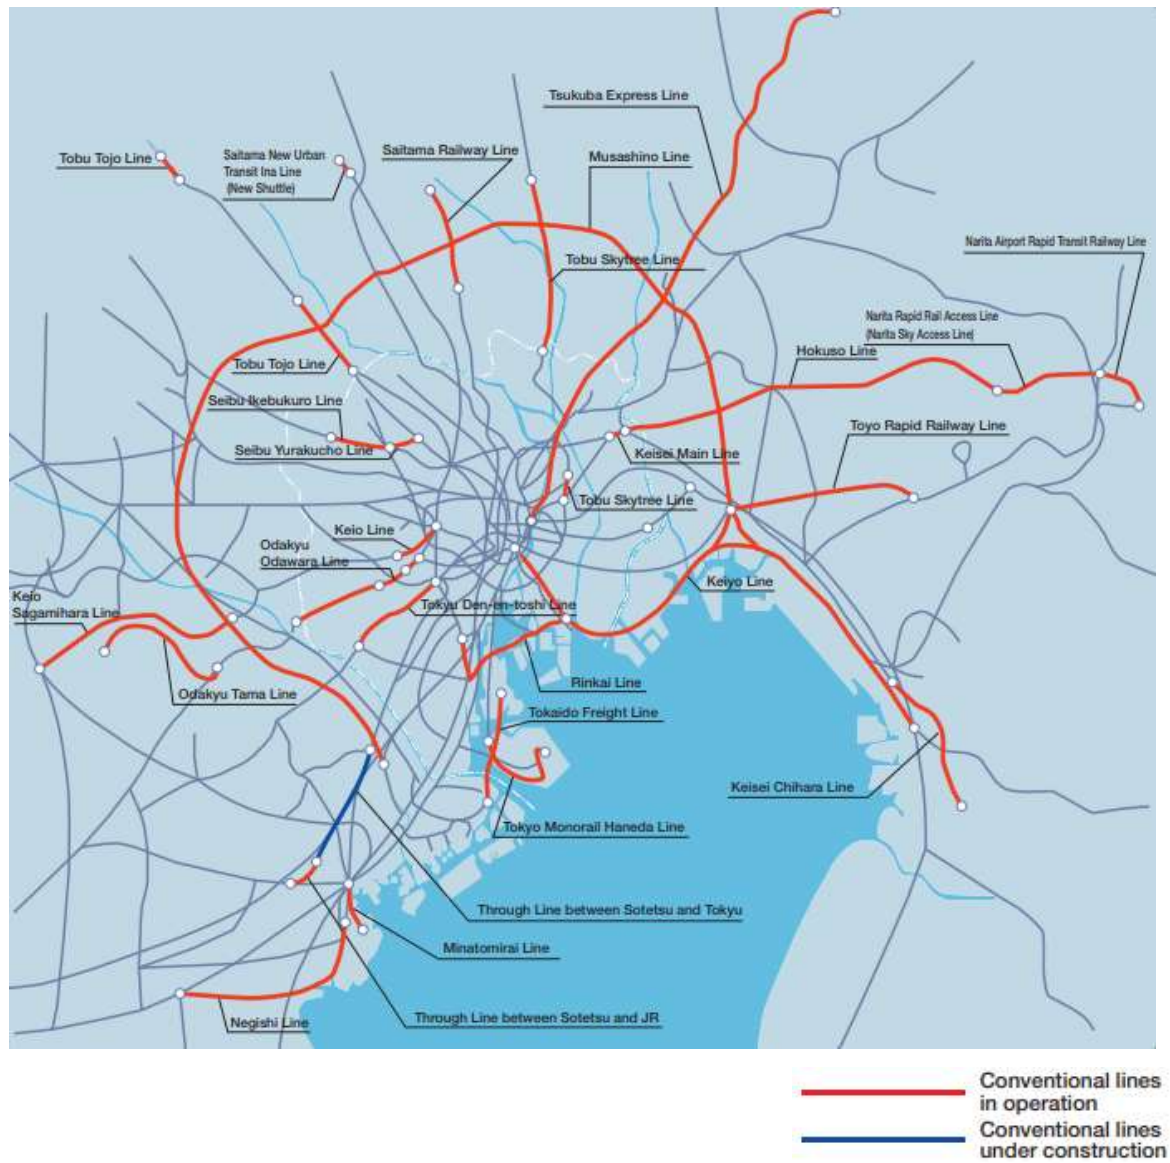 Tsukuba Express Line
Tobu Tojo Line
Saitama New Urban
Transit Ina Line
(New Shuttle)
Saitama Railway Line
Musashino Line
Narita Airport Rapid Transit Railway Line
Tobu Skytree Line
Narita Rapid Rail Access Line
(Narita Sky Access Line)
Hokuso Line
Tobu Tojo Line
Seibu Ikebukuro Line
Seibu Yurakucho Line
Toyo Rapid Railway Line
Keisei Main Line
Tobu Skytree Line
Keio Line
Odakyu
Odawara Line
Keiyo Line
Keio
Sagamihara Line
Tokyu Den-en-toshi Line
Rinkai Line
Odakyu Tama Line
Tokaido Freight Line
Keisei Chihara Line
Tokyo Monorail Haneda Line
Through Line between Sotetsu and Tokyu
Minatomirai Line
Through Line between Sotetsu and JR
Negishi Line
Conventional lines
in operation
Conventional lines
under construction